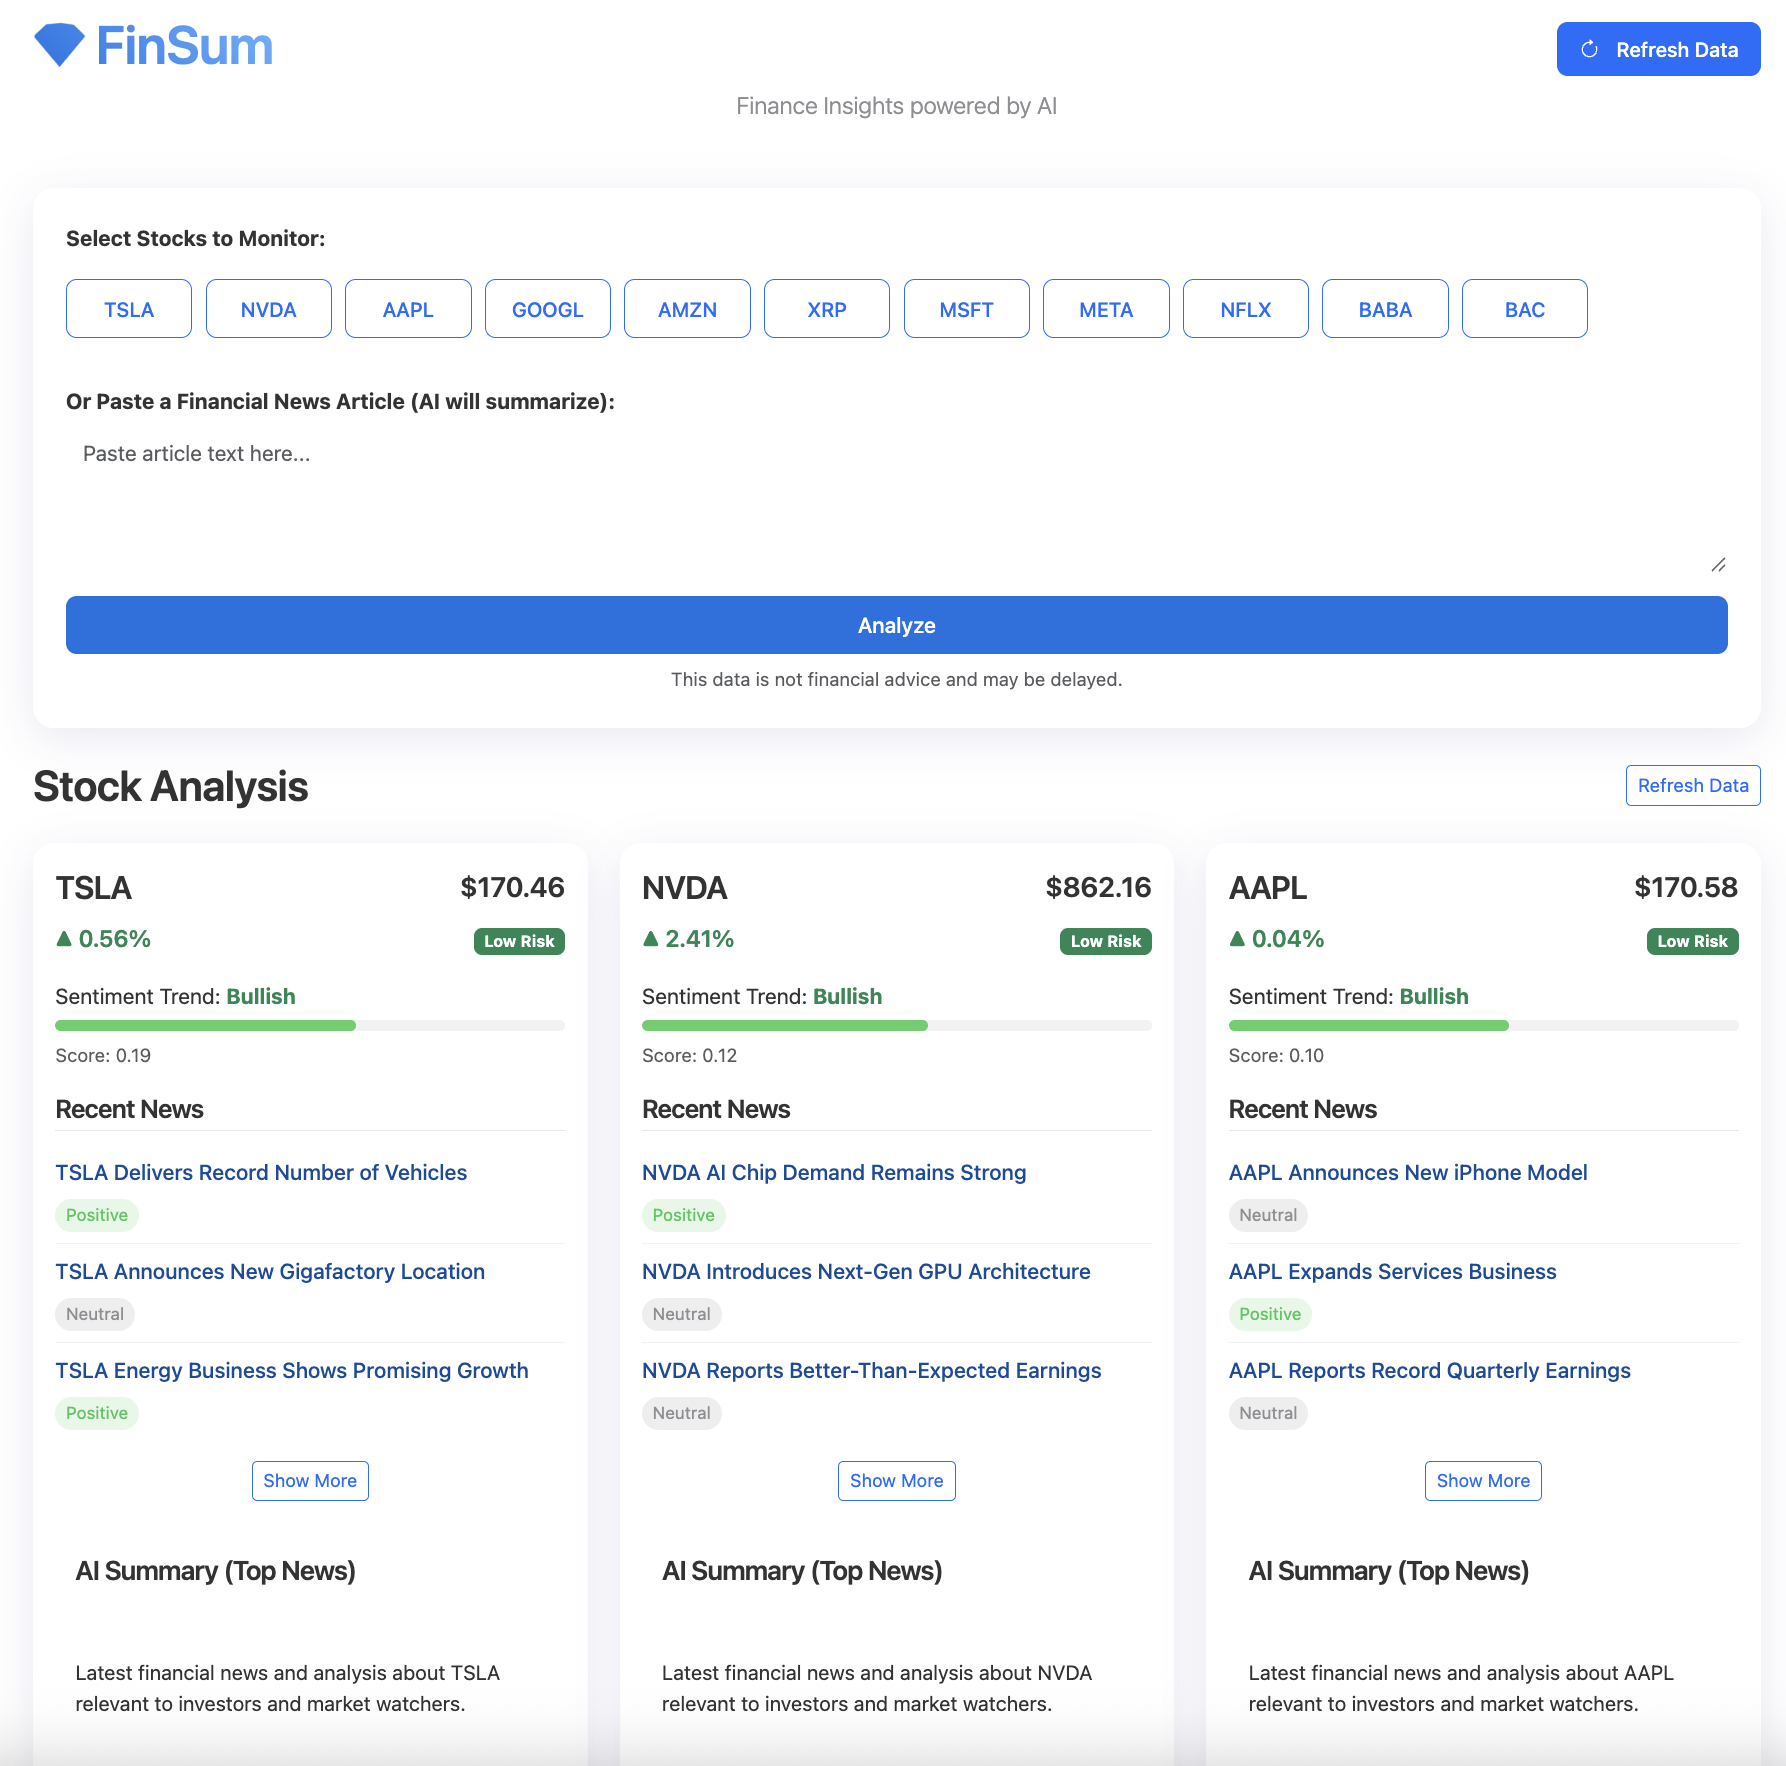 FinSum
Refresh Data
Finance Insights powered by AI
Select Stocks to Monitor:
TSLA
NVDA
AAPL
GOOGL
AMZN
XRP
MSFT
META
NFLX
BABA
BAC
Or Paste a Financial News Article (AI will summarize):
Paste article text here...
Analyze
This data is not financial advice and may be delayed.
Stock Analysis
Refresh Data
TSLA
$170.46
0.56%
Low Risk
Sentiment Trend: Bullish
Score: 0.19
Recent News
TSLA Delivers Record Number of Vehicles
Positive
TSLA Announces New Gigafactory Location
Neutral
TSLA Energy Business Shows Promising Growth
Positive
Show More
AI Summary (Top News)
Latest financial news and analysis about TSLA
relevant to investors and market watchers.
NVDA
$862.16
2.41%
Low Risk
Sentiment Trend: Bullish
Score: 0.12
Recent News
NVDA AI Chip Demand Remains Strong
Positive
NVDA Introduces Next-Gen GPU Architecture
Neutral
NVDA Reports Better-Than-Expected Earnings
Neutral
Show More
AI Summary (Top News)
Latest financial news and analysis about NVDA
relevant to investors and market watchers.
AAPL
$170.58
0.04%
Low Risk
Sentiment Trend: Bullish
Score: 0.10
Recent News
AAPL Announces New iPhone Model
Neutral
AAPL Expands Services Business
Positive
AAPL Reports Record Quarterly Earnings
Neutral
Show More
AI Summary (Top News)
Latest financial news and analysis about AAPL
relevant to investors and market watchers.